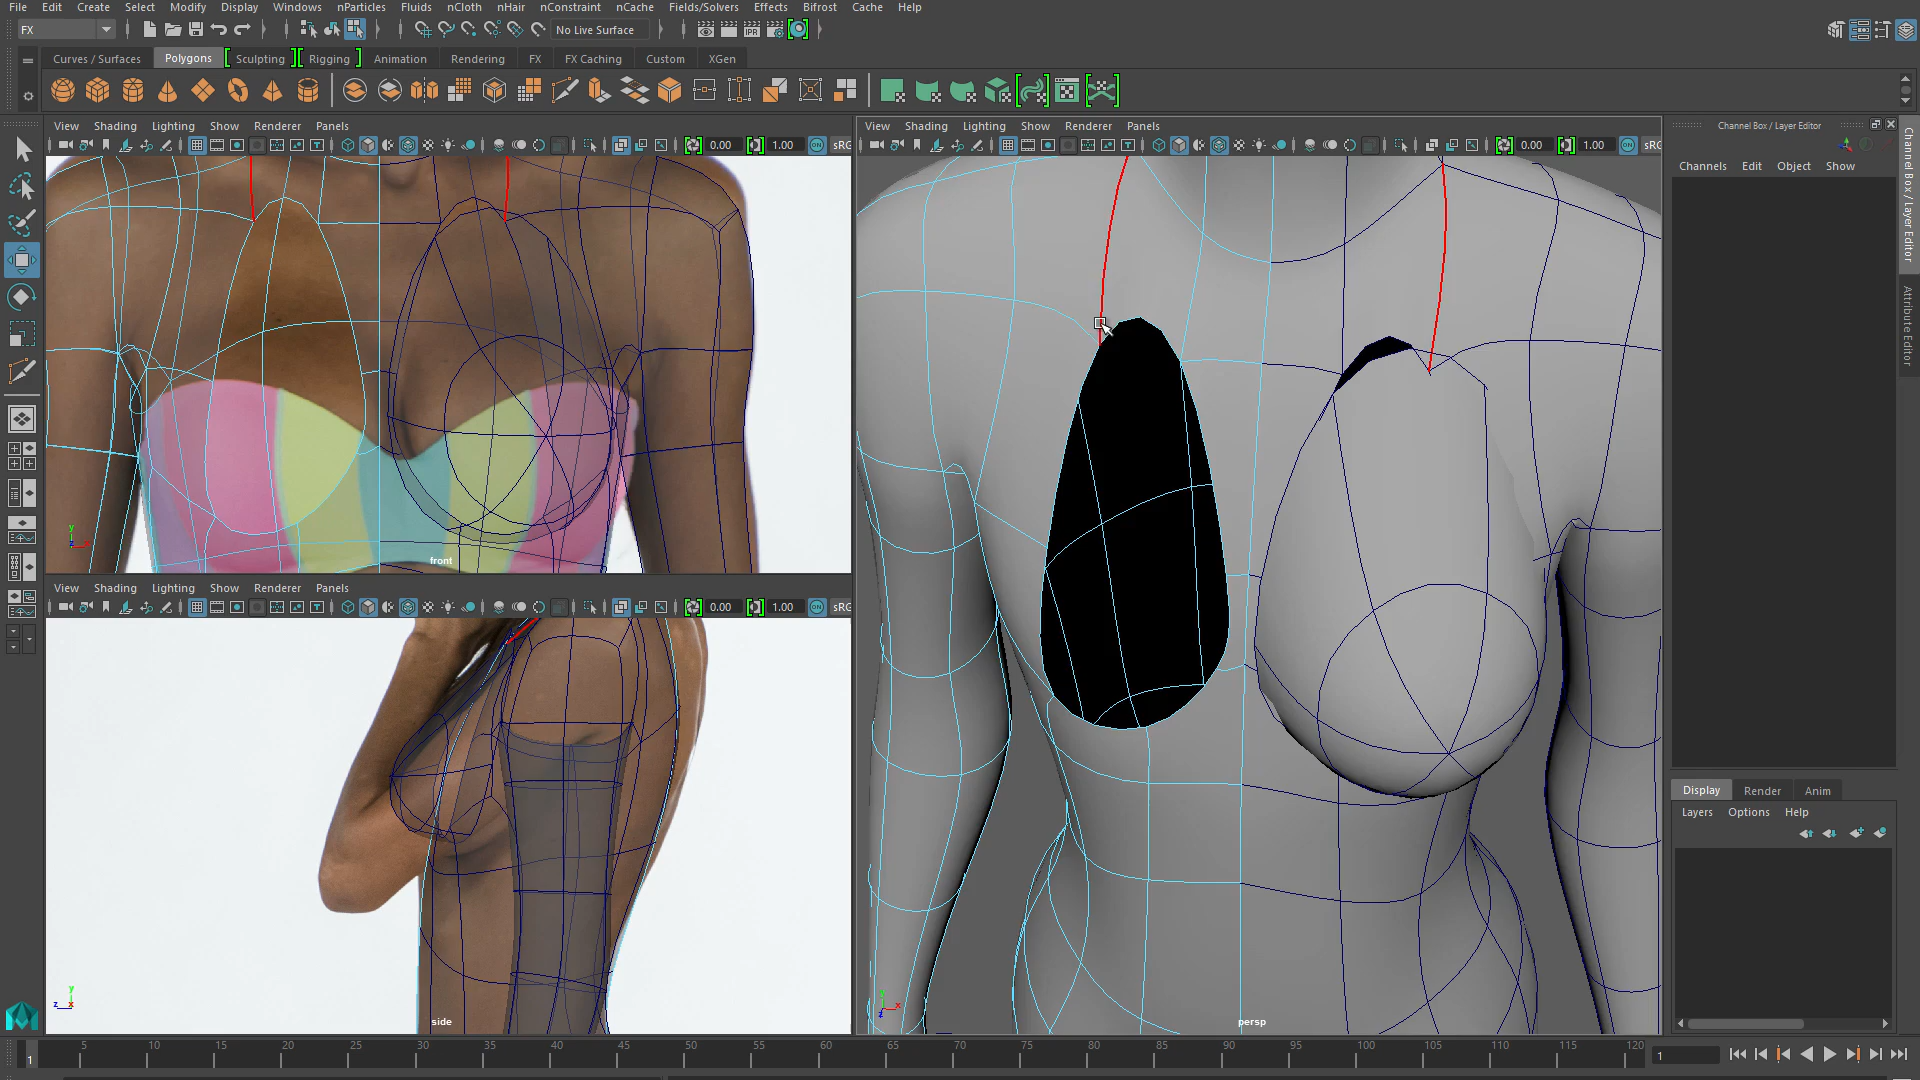 File Edit Create Select Modify Display Windows nParticles Fluids nCloth nHair nConstraint nCache Fields/Solvers Effects Bifrost Cache Help
FX No Live Surface
Curves / Surfaces Polygons Sculpting Rigging Animation Rendering FX FX Caching Custom XGen
IPR
View Shading Lighting Show Renderer Panels
0.00 1.00 ON sRG
View Shading Lighting Show Renderer Panels
0.00 1.00 ON sRG
Channel Box / Layer Editor
Channels Edit Object Show
Channel Box / Layer Editor
Attribute Editor
y
front
View Shading Lighting Show Renderer Panels
0.00 1.00 ON sRG
y
z x
side
y
x
z
persp
Display Render Anim
Layers Options Help
1 5 10 15 20 25 30 35 40 45 50 55 60 65 70 75 80 85 90 95 100 105 110 115 120 1